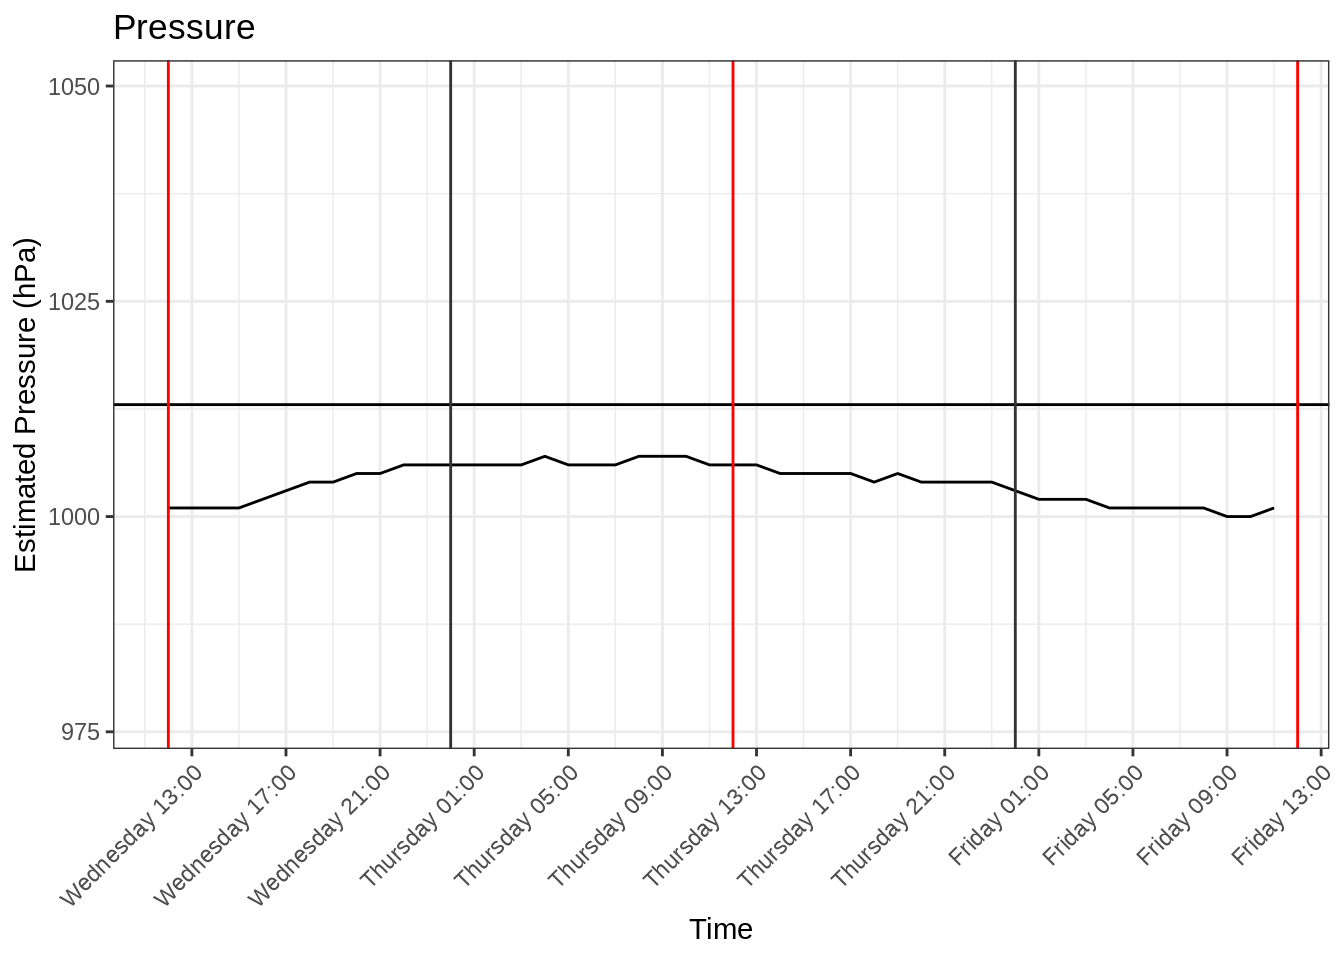 Pressure
Estimated Pressure (hPa)
1050
1025
1000
975
Wednesday 13:00
Wednesday 17:00
Wednesday 21:00
Thursday 01:00
Thursday 05:00
Thursday 09:00
Thursday 13:00
Thursday 17:00
Thursday 21:00
Friday 01:00
Friday 05:00
Friday 09:00
Friday 13:00
Time